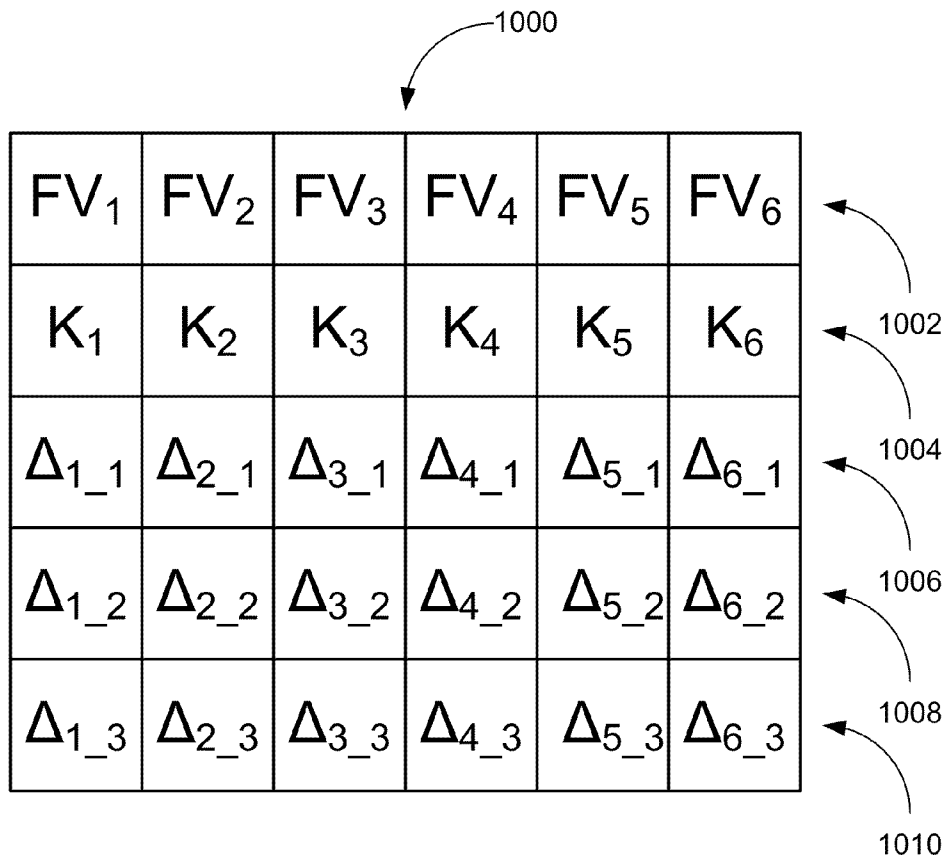 1000
FV₁ FV₂ FV₃ FV₄ FV₅ FV₆
1002
K₁ K₂ K₃ K₄ K₅ K₆
1004
Δ₁_₁ Δ₂_₁ Δ₃_₁ Δ₄_₁ Δ₅_₁ Δ₆_₁
1006
Δ₁_₂ Δ₂_₂ Δ₃_₂ Δ₄_₂ Δ₅_₂ Δ₆_₂
1008
Δ₁_₃ Δ₂_₃ Δ₃_₃ Δ₄_₃ Δ₅_₃ Δ₆_₃
1010